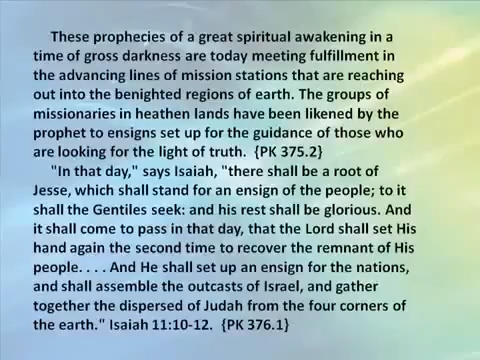 These prophecies of a great spiritual awakening in a
time of gross darkness are today meeting fulfillment in
the advancing lines of mission stations that are reaching
out into the benighted regions of earth. The groups of
missionaries in heathen lands have been likened by the
prophet to ensigns set up for the guidance of those who
are looking for the light of truth.  {PK 375.2}
"In that day," says Isaiah, "there shall be a root of
Jesse, which shall stand for an ensign of the people; to it
shall the Gentiles seek: and his rest shall be glorious. And
it shall come to pass in that day, that the Lord shall set His
hand again the second time to recover the remnant of His
people. . . . And He shall set up an ensign for the nations,
and shall assemble the outcasts of Israel, and gather
together the dispersed of Judah from the four corners of
the earth." Isaiah 11:10-12.  {PK 376.1}